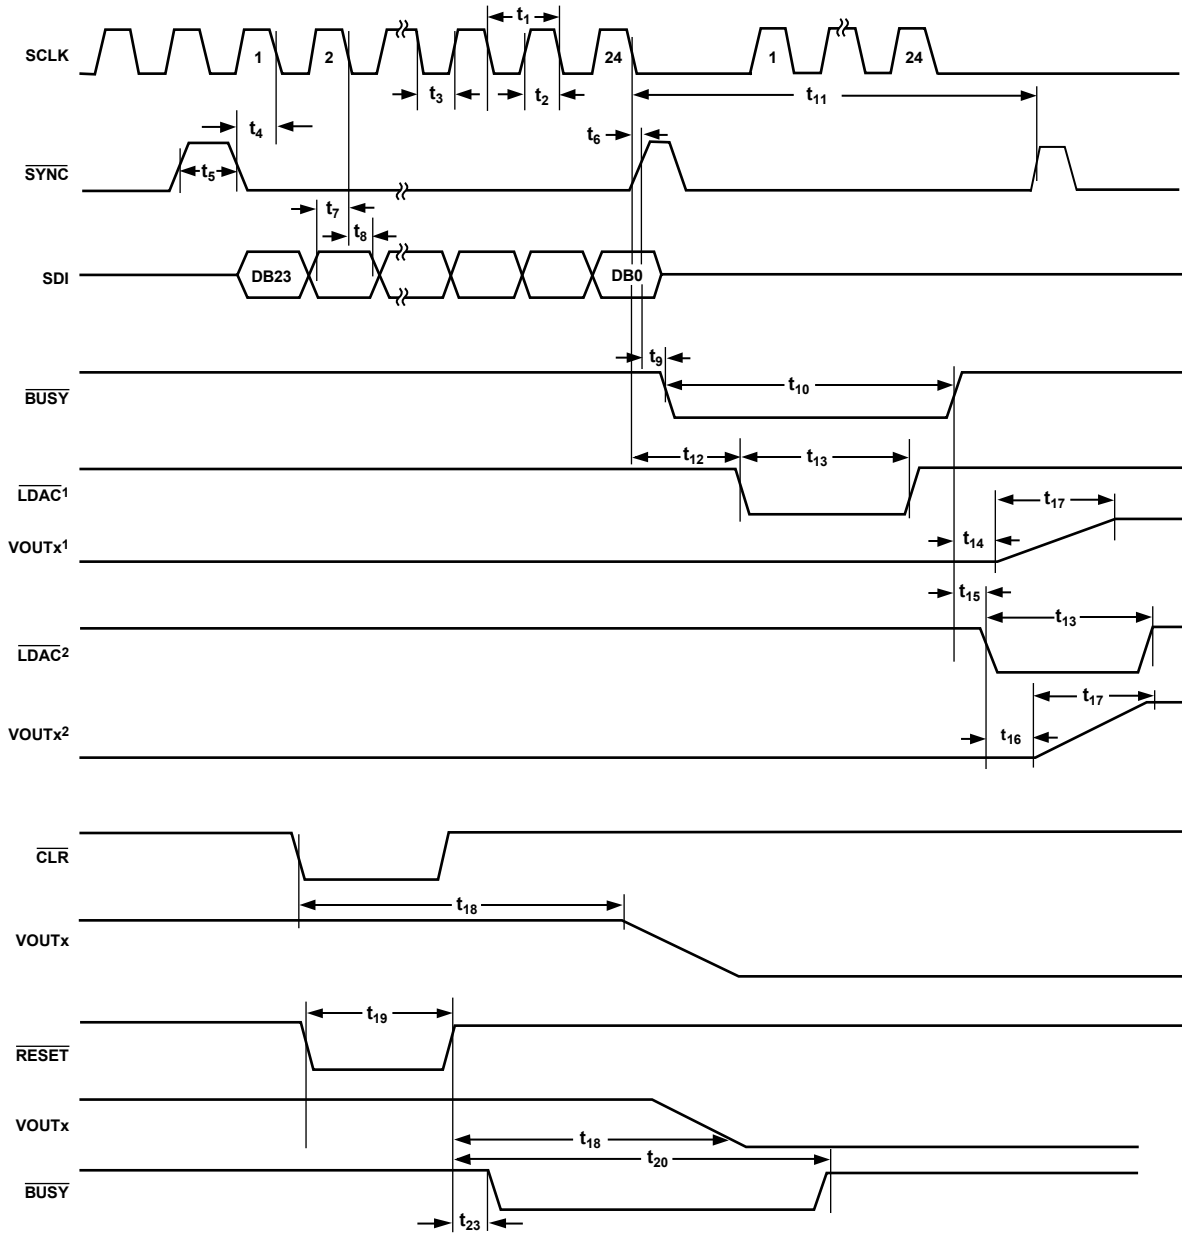 t1
SCLK 1 2 24 1 24
t3 t2 t11
t4 t6
SYNC t5
t7
t8
SDI DB23 DB0
t9
BUSY t10
t12 t13
LDAC1
t17
VOUTx1 t14
t15
t13
LDAC2
t17
VOUTx2 t16
CLR
t18
VOUTx
t19
RESET
VOUTx
t18
t20
BUSY
t23